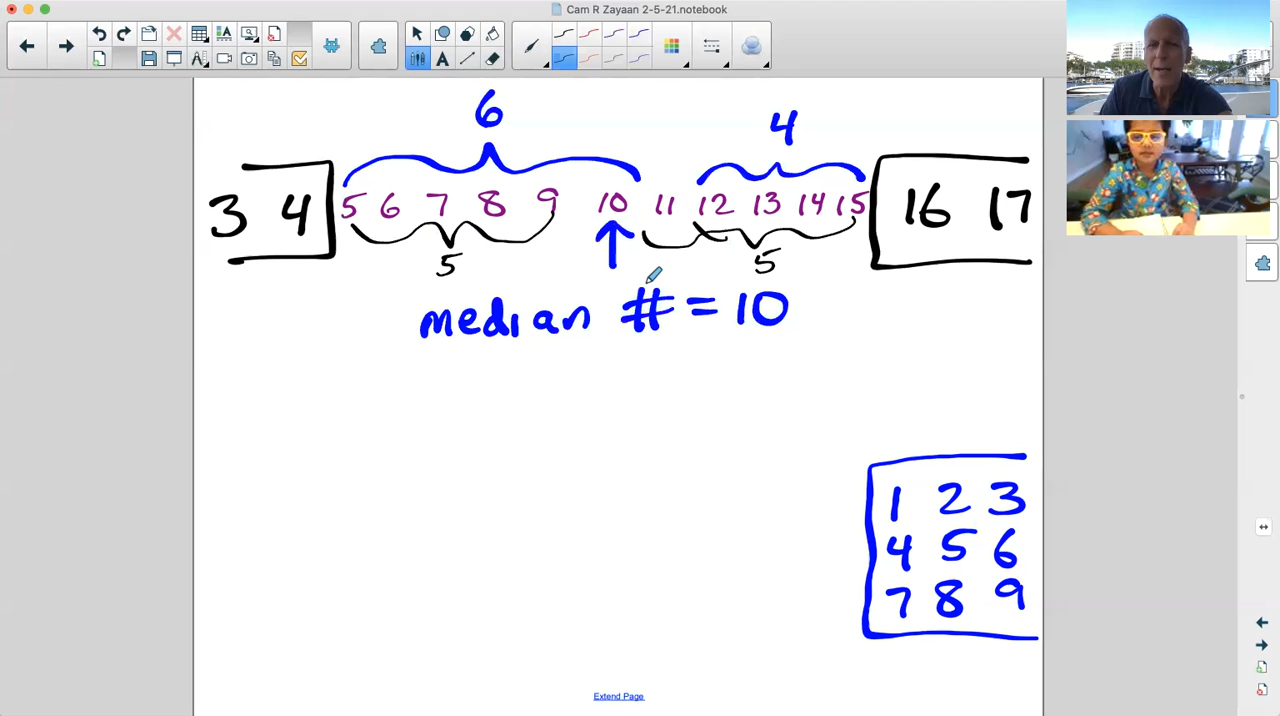 Cam R Zayaan 2-5-21.notebook
6
4
3 4 5 6 7 8 9 10 11 12 13 14 15 16 17
5 5
median # = 10
1 2 3
4 5 6
7 8 9
Extend Page